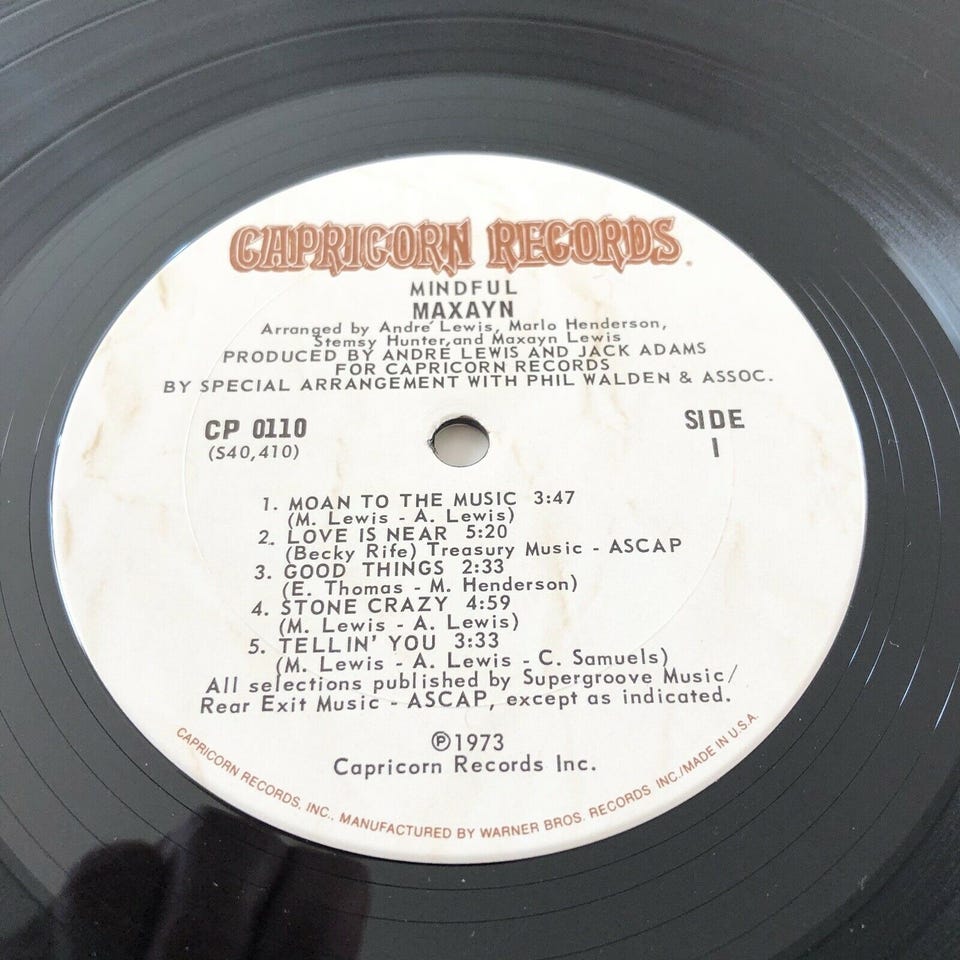 CAPRICORN RECORDS.
MINDFUL
MAXAYN
Arranged by André Lewis, Marlo Henderson,
Stemsy Hunter,and Maxayn Lewis
PRODUCED BY ANDRE LEWIS AND JACK ADAMS
FOR CAPRICORN RECORDS
BY SPECIAL ARRANGEMENT WITH PHIL WALDEN & ASSOC.
CP 0110
(S40,410)
SIDE
1
1. MOAN TO THE MUSIC 3:47
(M. Lewis - A. Lewis)
2. LOVE IS NEAR 5:20
(Becky Rife) Treasury Music - ASCAP
3. GOOD THINGS 2:33
(E. Thomas - M. Henderson)
4. STONE CRAZY 4:59
(M. Lewis - A. Lewis)
5. TELLIN' YOU 3:33
(M. Lewis - A. Lewis - C. Samuels)
All selections published by Supergroove Music/
Rear Exit Music - ASCAP, except as indicated.
℗1973
Capricorn Records Inc.
CAPRICORN RECORDS, INC., MANUFACTURED BY WARNER BROS. RECORDS INC./MADE IN U.S.A.